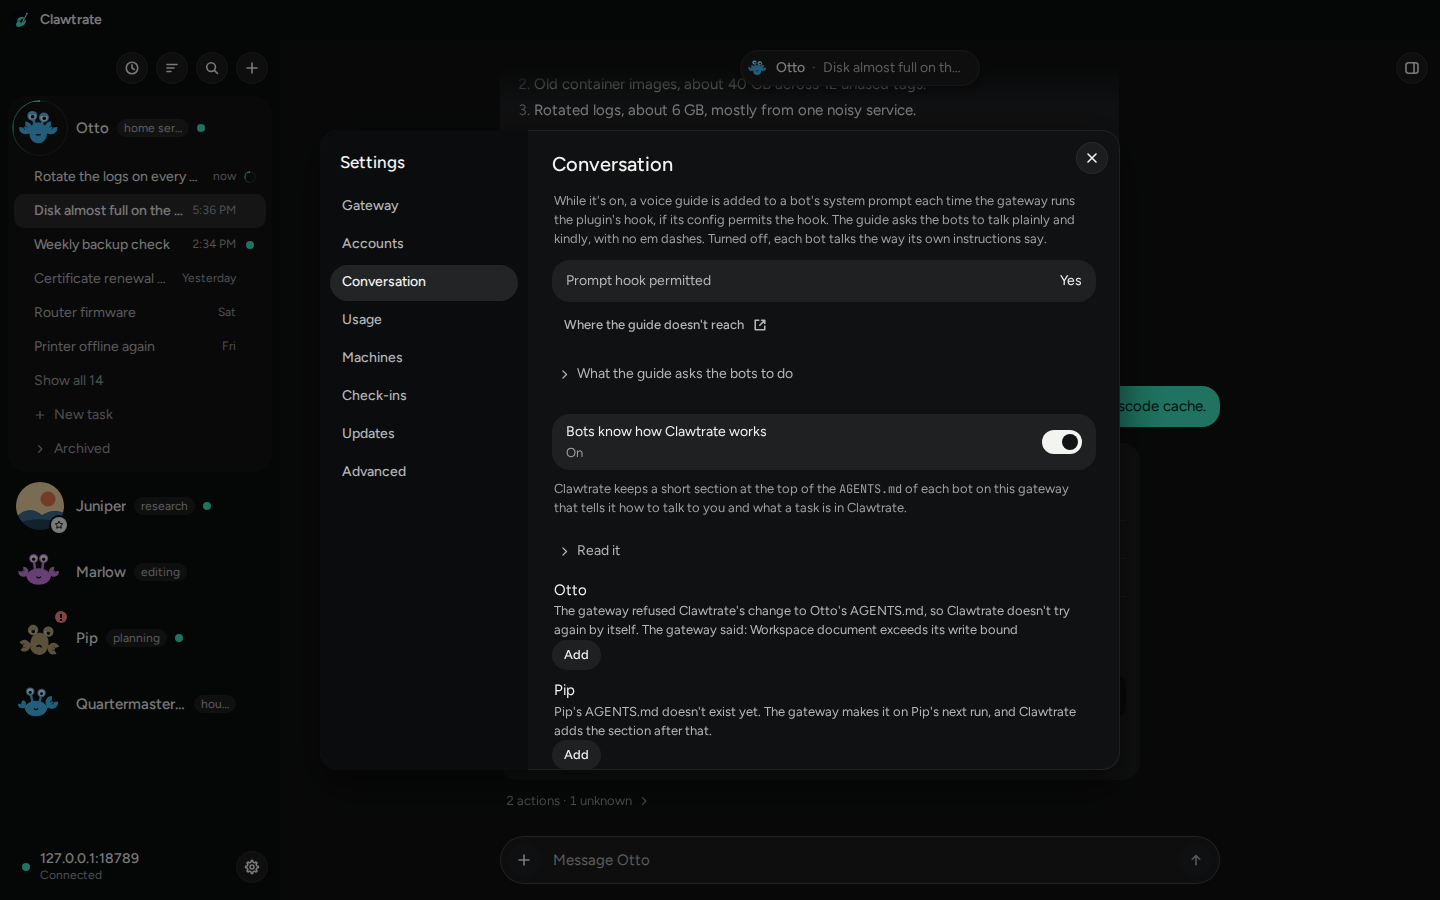 Clawtrate
Otto
home ser...
Rotate the logs on every ...
now
Disk almost full on the ...
5:36 PM
Weekly backup check
2:34 PM
Certificate renewal ...
Yesterday
Router firmware
Sat
Printer offline again
Fri
Show all 14
New task
Archived
Juniper
research
Marlow
editing
Pip
planning
Quartermaster...
hou...
127.0.0.1:18789
Connected
Otto · Disk almost full on th...
2. Old container images, about 40 GB across 12 unused tags.
3. Rotated logs, about 6 GB, mostly from one noisy service.
scode cache.
Settings
Gateway
Accounts
Conversation
Usage
Machines
Check-ins
Updates
Advanced
Conversation
While it's on, a voice guide is added to a bot's system prompt each time the gateway runs
the plugin's hook, if its config permits the hook. The guide asks the bots to talk plainly and
kindly, with no em dashes. Turned off, each bot talks the way its own instructions say.
Prompt hook permitted
Yes
Where the guide doesn't reach
What the guide asks the bots to do
Bots know how Clawtrate works
On
Clawtrate keeps a short section at the top of the AGENTS.md of each bot on this gateway
that tells it how to talk to you and what a task is in Clawtrate.
Read it
Otto
The gateway refused Clawtrate's change to Otto's AGENTS.md, so Clawtrate doesn't try
again by itself. The gateway said: Workspace document exceeds its write bound
Add
Pip
Pip's AGENTS.md doesn't exist yet. The gateway makes it on Pip's next run, and Clawtrate
adds the section after that.
Add
2 actions · 1 unknown
Message Otto